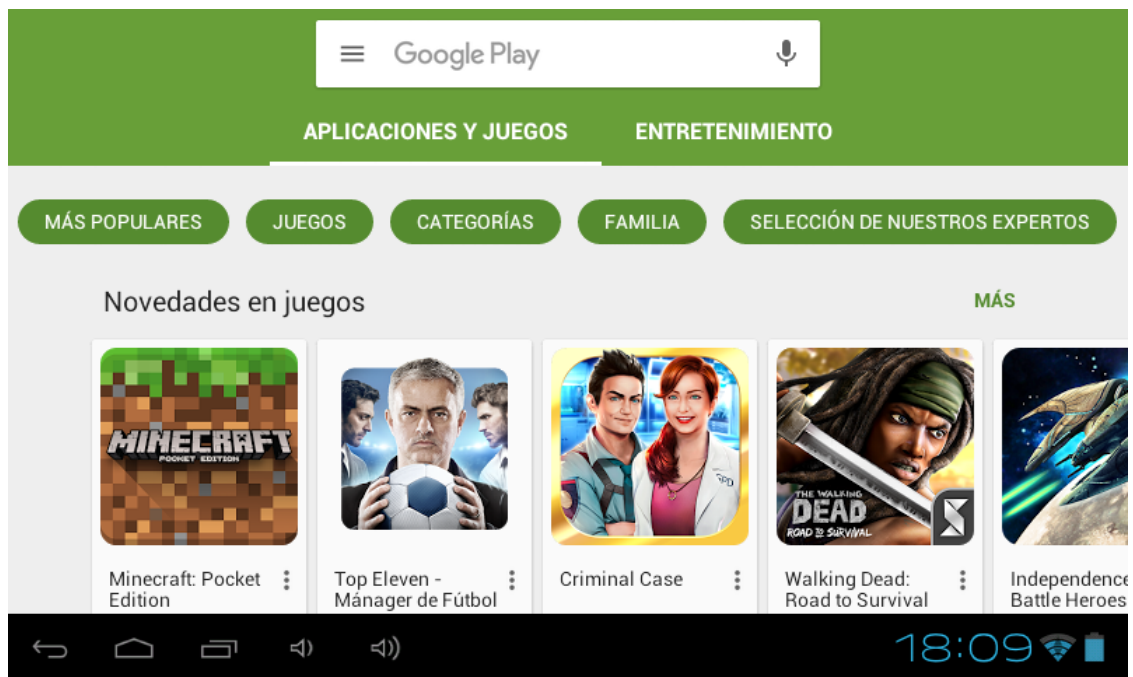 Google Play
APLICACIONES Y JUEGOS ENTRETENIMIENTO
MÁS POPULARES JUEGOS CATEGORÍAS FAMILIA SELECCIÓN DE NUESTROS EXPERTOS
Novedades en juegos MÁS
MINECRAFT
POCKET EDITION
GPD
THE WALKING
DEAD
ROAD TO SURVIVAL
Minecraft: Pocket
Edition
Top Eleven -
Mánager de Fútbol
Criminal Case
Walking Dead:
Road to Survival
Independence
Battle Heroes
18:09